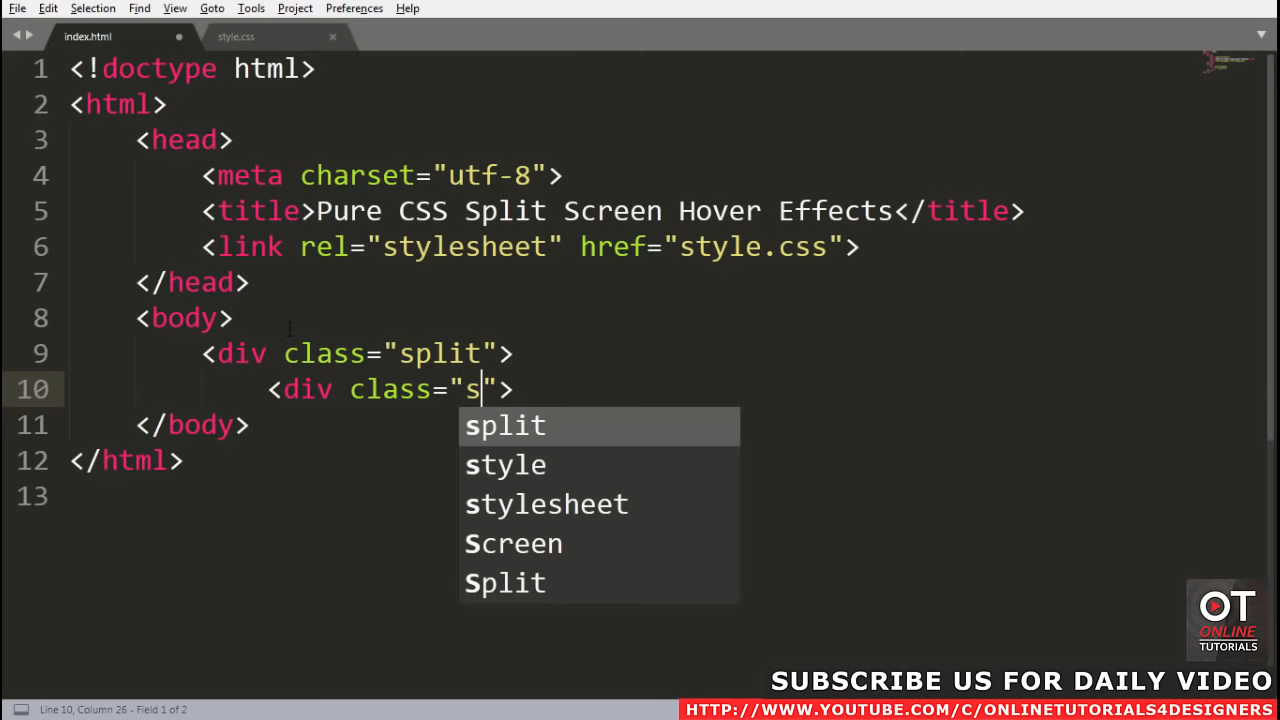 File Edit Selection Find View Goto Tools Project Preferences Help
index.html style.css
1 <!doctype html>
2 <html>
3 <head>
4 <meta charset="utf-8">
5 <title>Pure CSS Split Screen Hover Effects</title>
6 <link rel="stylesheet" href="style.css">
7 </head>
8 <body>
9 <div class="split">
10 <div class="s">
split
11 </body>
style
12 </html>
stylesheet
13
Screen
Split
OT
ONLINE
TUTORIALS
SUBSCRIBE US FOR DAILY VIDEO
Line 10, Column 26 - Field 1 of 2
HTTP://WWW.YOUTUBE.COM/C/ONLINETUTORIALS4DESIGNERS